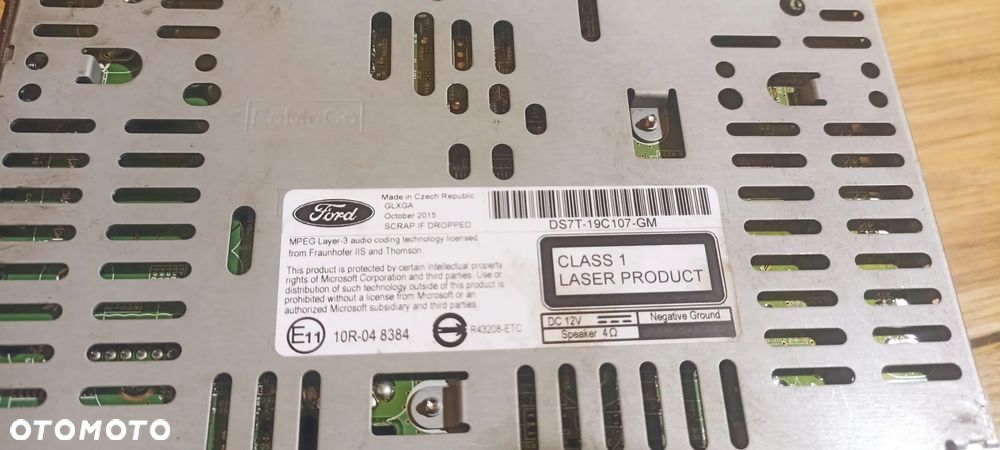 FoMoCo
Ford
Made in Czech Republic
GLXGA
October 2015
SCRAP IF DROPPED
DS7T-19C107-GM
MPEG Layer-3 audio coding technology licensed
from Fraunhofer IIS and Thomson
This product is protected by certain intellectual property
rights of Microsoft Corporation and third parties. Use or
distribution of such technology outside of this product is
prohibited without a license from Microsoft or an
authorized Microsoft subsidiary and third parties.
CLASS 1
LASER PRODUCT
DC 12V
Negative Ground
Speaker 4Ω
E11 10R-04 8384
R43208-ETC
OTOMOTO